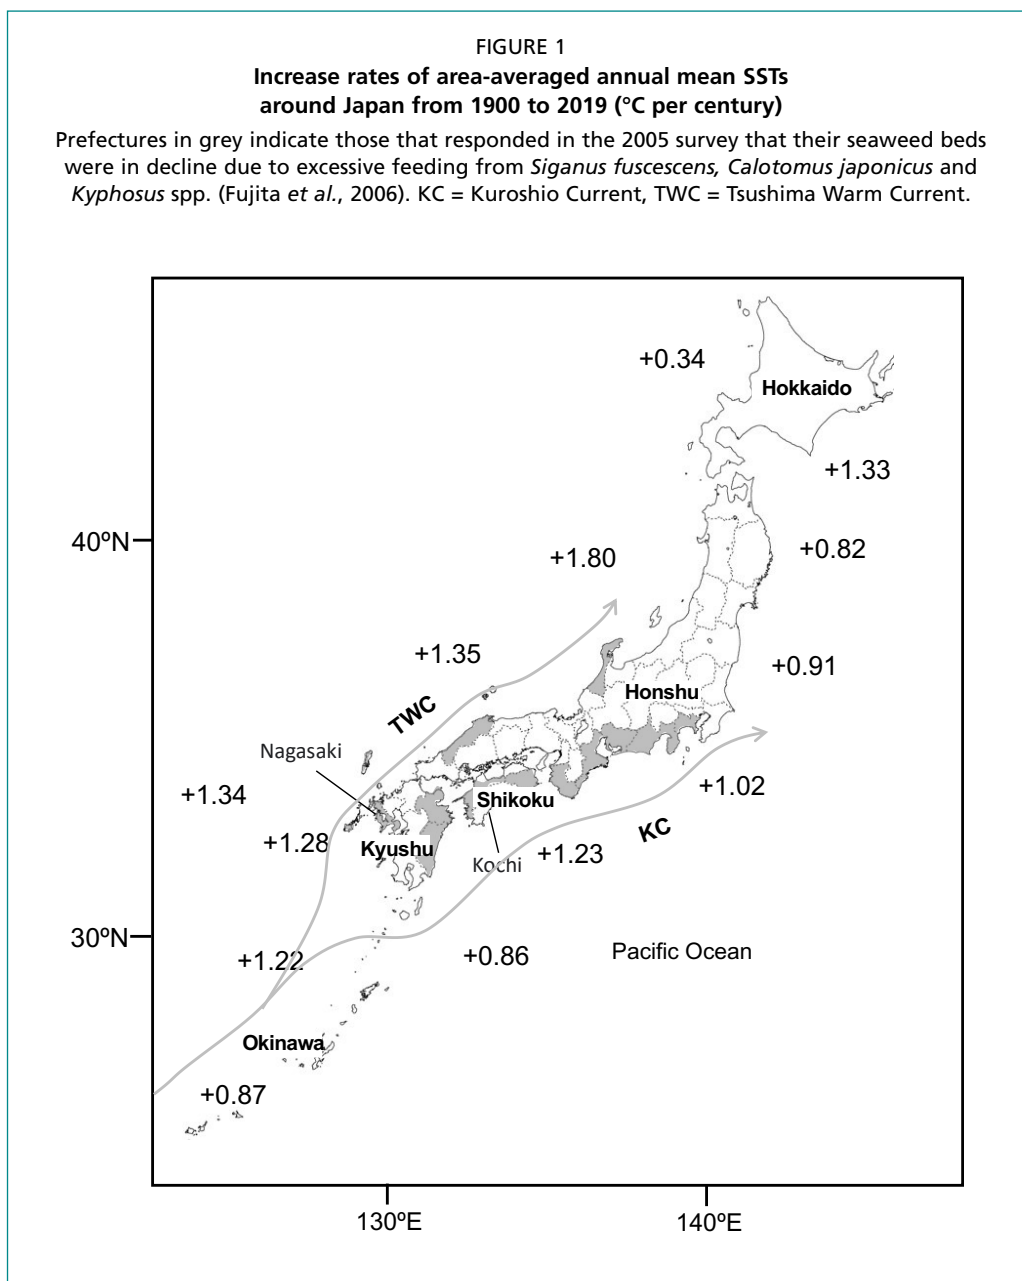 FIGURE 1
Increase rates of area-averaged annual mean SSTs
around Japan from 1900 to 2019 (°C per century)
Prefectures in grey indicate those that responded in the 2005 survey that their seaweed beds
were in decline due to excessive feeding from Siganus fuscescens, Calotomus japonicus and
Kyphosus spp. (Fujita et al., 2006). KC = Kuroshio Current, TWC = Tsushima Warm Current.
+0.34
Hokkaido
+1.33
40ºN
+0.82
+1.80
+1.35
+0.91
Honshu
TWC
Nagasaki
+1.34
+1.02
Shikoku
KC
+1.28
Kyushu
+1.23
Kochi
30ºN
+0.86
Pacific Ocean
+1.22
Okinawa
+0.87
130ºE
140ºE